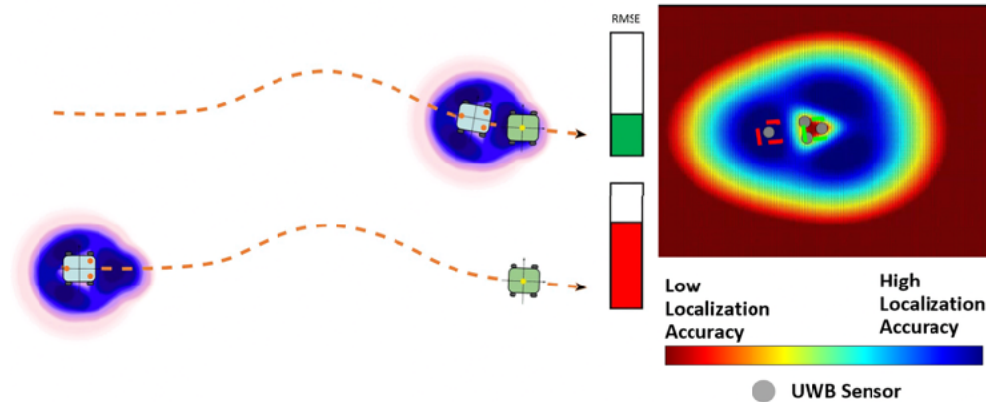 RMSE
Low
Localization
Accuracy
High
Localization
Accuracy
UWB Sensor